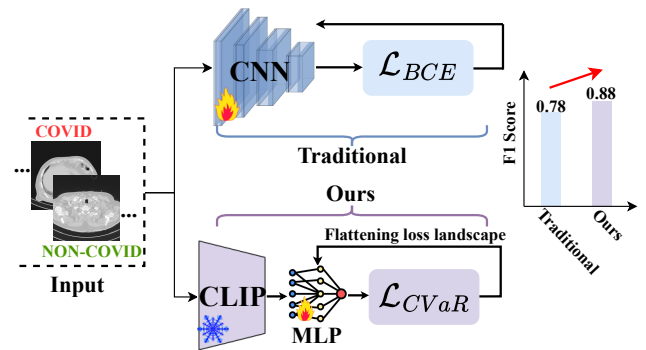 CNN
ℒ_BCE
Traditional
COVID
...
...
NON-COVID
Input
Ours
Flattening loss landscape
CLIP
MLP
ℒ_CVaR
F1 Score
0.78
0.88
Traditional
Ours